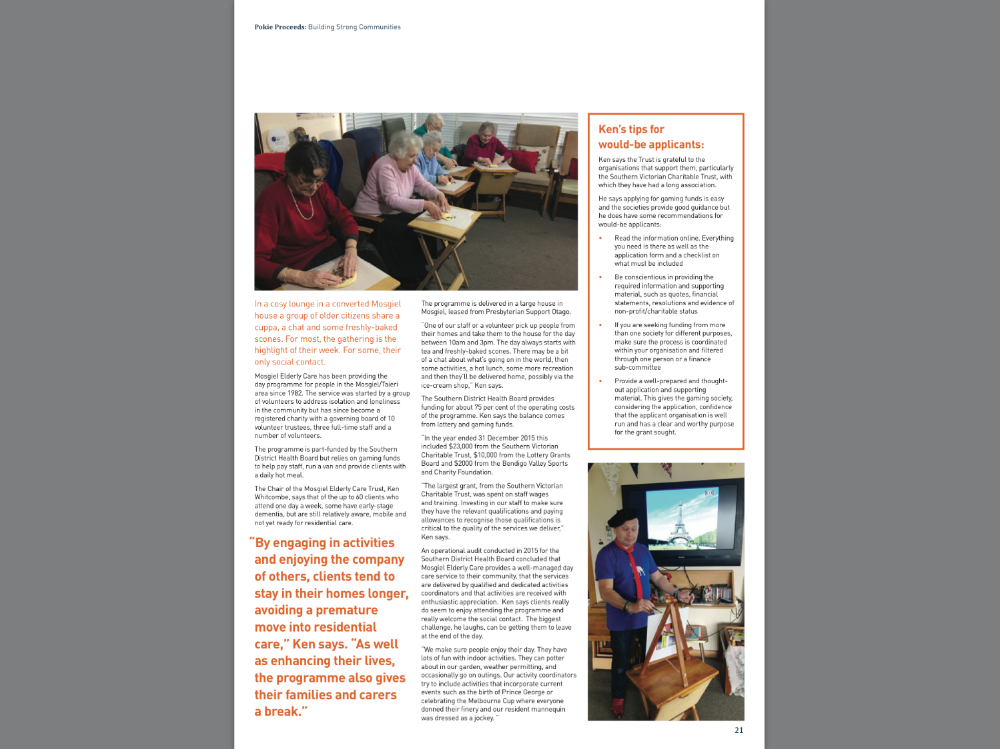 Pokie Proceeds: Building Strong Communities
In a cosy lounge in a converted Mosgiel
house a group of older citizens share a
cuppa, a chat and some freshly-baked
scones. For most, the gathering is the
highlight of their week. For some, their
only social contact.
Mosgiel Elderly Care has been providing the
day programme for people in the Mosgiel/Taieri
area since 1982. The service was started by a group
of volunteers to address isolation and loneliness
in the community but has since become a
registered charity with a governing board of 10
volunteer trustees, three full-time staff and a
number of volunteers.
The programme is part-funded by the Southern
District Health Board but relies on gaming funds
to help pay staff, run a van and provide clients with
a daily hot meal.
The Chair of the Mosgiel Elderly Care Trust, Ken
Whitcombe, says that of the up to 60 clients who
attend one day a week, some have early-stage
dementia, but are still relatively aware, mobile and
not yet ready for residential care.
“By engaging in activities
and enjoying the company
of others, clients tend to
stay in their homes longer,
avoiding a premature
move into residential
care,” Ken says. “As well
as enhancing their lives,
the programme also gives
their families and carers
a break.”
The programme is delivered in a large house in
Mosgiel, leased from Presbyterian Support Otago.
“One of our staff or a volunteer pick up people from
their homes and take them to the house for the day
between 10am and 3pm. The day always starts with
tea and freshly-baked scones. There may be a bit
of a chat about what’s going on in the world, then
some activities, a hot lunch, some more recreation
and then they’ll be delivered home, possibly via the
ice-cream shop,” Ken says.
The Southern District Health Board provides
funding for about 75 per cent of the operating costs
of the programme. Ken says the balance comes
from lottery and gaming funds.
“In the year ended 31 December 2015 this
included $23,000 from the Southern Victorian
Charitable Trust, $10,000 from the Lottery Grants
Board and $2000 from the Bendigo Valley Sports
and Charity Foundation.
“The largest grant, from the Southern Victorian
Charitable Trust, was spent on staff wages
and training. Investing in our staff to make sure
they have the relevant qualifications and paying
allowances to recognise those qualifications is
critical to the quality of the services we deliver,”
Ken says.
An operational audit conducted in 2015 for the
Southern District Health Board concluded that
Mosgiel Elderly Care provides a well-managed day
care service to their community, that the services
are delivered by qualified and dedicated activities
coordinators and that activities are received with
enthusiastic appreciation. Ken says clients really
do seem to enjoy attending the programme and
really welcome the social contact. The biggest
challenge, he laughs, can be getting them to leave
at the end of the day.
“We make sure people enjoy their day. They have
lots of fun with indoor activities. They can potter
about in our garden, weather permitting, and
occasionally go on outings. Our activity coordinators
try to include activities that incorporate current
events such as the birth of Prince George or
celebrating the Melbourne Cup where everyone
donned their finery and our resident mannequin
was dressed as a jockey. ”
Ken’s tips for
would-be applicants:
Ken says the Trust is grateful to the
organisations that support them, particularly
the Southern Victorian Charitable Trust, with
which they have had a long association.
He says applying for gaming funds is easy
and the societies provide good guidance but
he does have some recommendations for
would-be applicants:
• Read the information online. Everything
you need is there as well as the
application form and a checklist on
what must be included
• Be conscientious in providing the
required information and supporting
material, such as quotes, financial
statements, resolutions and evidence of
non-profit/charitable status
• If you are seeking funding from more
than one society for different purposes,
make sure the process is coordinated
within your organisation and filtered
through one person or a finance
sub-committee
• Provide a well-prepared and thought-
out application and supporting
material. This gives the gaming society,
considering the application, confidence
that the applicant organisation is well
run and has a clear and worthy purpose
for the grant sought.
21